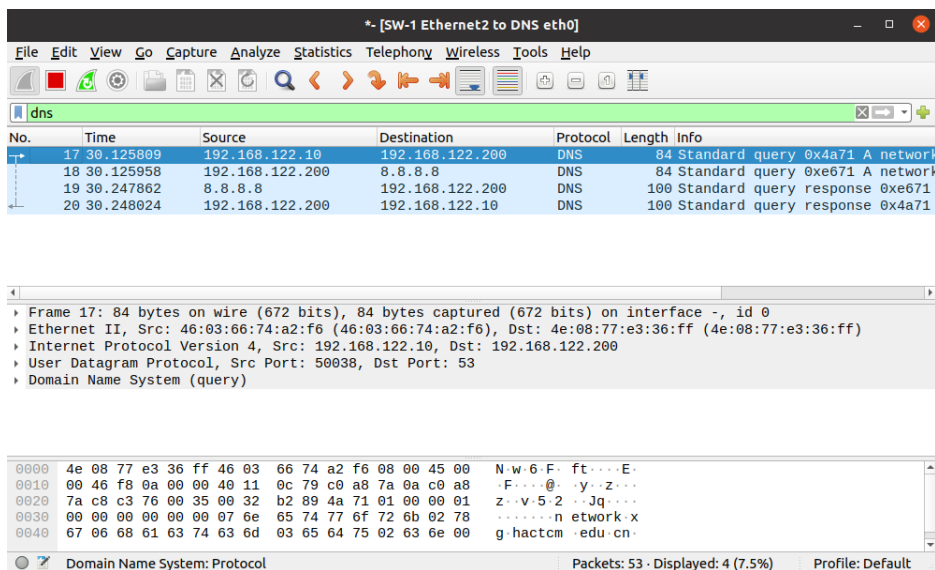 *- [SW-1 Ethernet2 to DNS eth0]
File Edit View Go Capture Analyze Statistics Telephony Wireless Tools Help
dns
No. Time Source Destination Protocol Length Info
17 30.125809 192.168.122.10 192.168.122.200 DNS 84 Standard query 0x4a71 A network
18 30.125958 192.168.122.200 8.8.8.8 DNS 84 Standard query 0xe671 A network
19 30.247862 8.8.8.8 192.168.122.200 DNS 100 Standard query response 0xe671
20 30.248024 192.168.122.200 192.168.122.10 DNS 100 Standard query response 0x4a71
Frame 17: 84 bytes on wire (672 bits), 84 bytes captured (672 bits) on interface -, id 0
Ethernet II, Src: 46:03:66:74:a2:f6 (46:03:66:74:a2:f6), Dst: 4e:08:77:e3:36:ff (4e:08:77:e3:36:ff)
Internet Protocol Version 4, Src: 192.168.122.10, Dst: 192.168.122.200
User Datagram Protocol, Src Port: 50038, Dst Port: 53
Domain Name System (query)
0000 4e 08 77 e3 36 ff 46 03 66 74 a2 f6 08 00 45 00 N·w·6·F· ft····E·
0010 00 46 f8 0a 00 00 40 11 0c 79 c0 a8 7a 0a c0 a8 ·F····@· ·y··z···
0020 7a c8 c3 76 00 35 00 32 b2 89 4a 71 01 00 00 01 z··v·5·2 ··Jq····
0030 00 00 00 00 00 00 07 6e 65 74 77 6f 72 6b 02 78 ·······n etwork·x
0040 67 06 68 61 63 74 63 6d 03 65 64 75 02 63 6e 00 g·hactcm ·edu·cn·
Domain Name System: Protocol Packets: 53 · Displayed: 4 (7.5%) Profile: Default